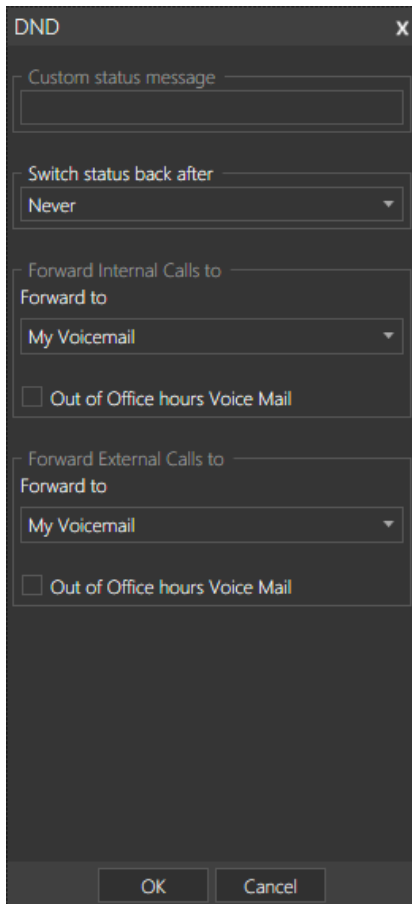 DND x
Custom status message
Switch status back after
Never
Forward Internal Calls to
Forward to
My Voicemail
Out of Office hours Voice Mail
Forward External Calls to
Forward to
My Voicemail
Out of Office hours Voice Mail
OK Cancel